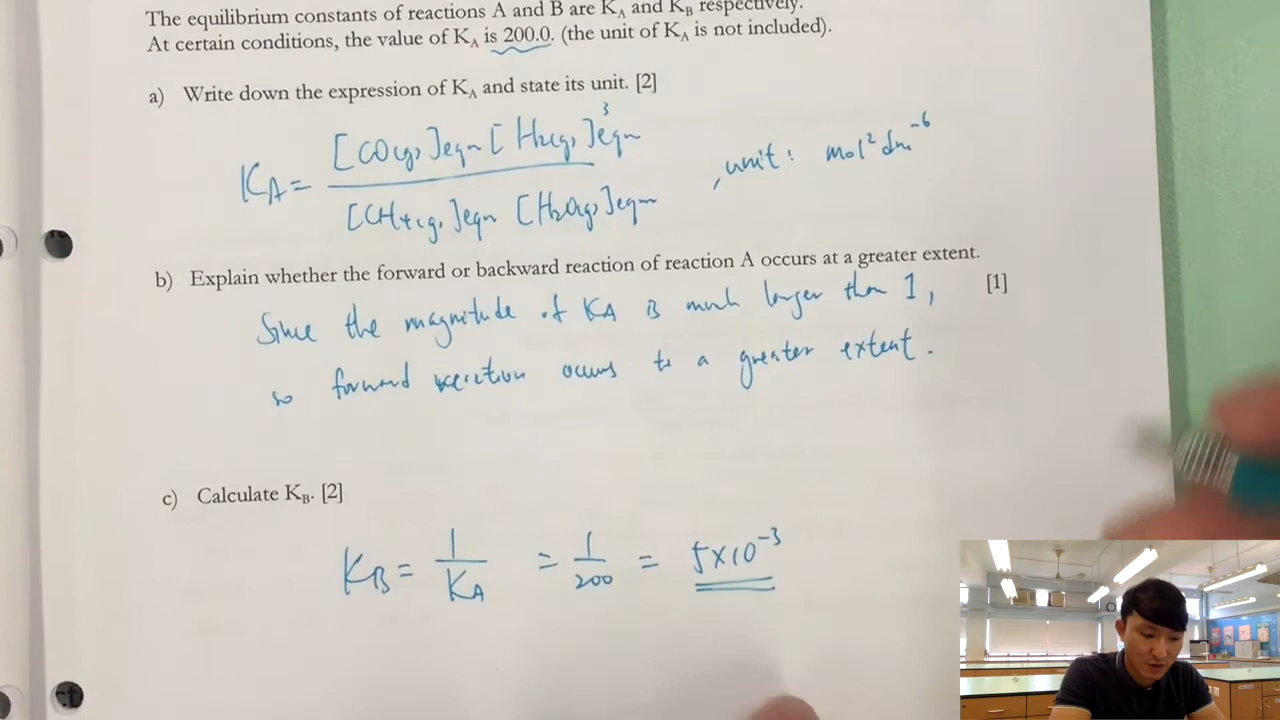 The equilibrium constants of reactions A and B are K_A and K_B respectively.
At certain conditions, the value of K_A is 200.0. (the unit of K_A is not included).
a) Write down the expression of K_A and state its unit. [2]
K_A = [CO(g)]eqm [H₂(g)]³eqm / [CH₄(g)]eqm [H₂O(g)]eqm , unit: mol² dm⁻⁶
b) Explain whether the forward or backward reaction of reaction A occurs at a greater extent. [1]
Since the magnitude of K_A is much larger than 1,
so forward reaction occurs to a greater extent.
c) Calculate K_B. [2]
K_B = 1/K_A = 1/200 = 5×10⁻³